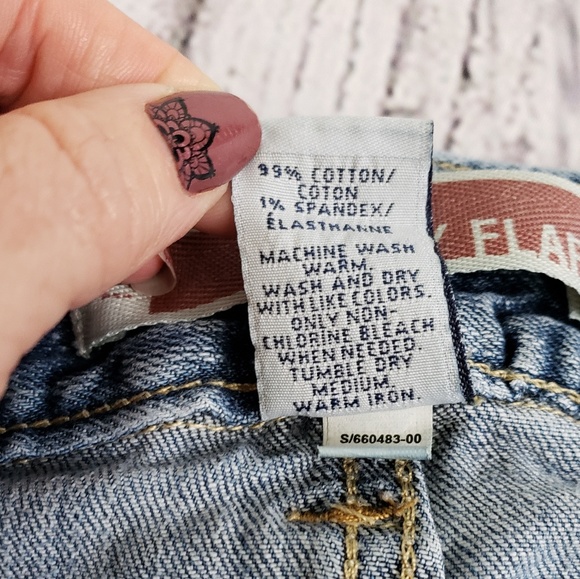 99% COTTON/
COTON
1% SPANDEX/
ÉLASTHANNE
MACHINE WASH
WARM.
WASH AND DRY
WITH LIKE COLORS.
ONLY NON-
CHLORINE BLEACH
WHEN NEEDED.
TUMBLE DRY
MEDIUM.
WARM IRON.
S/660483-00